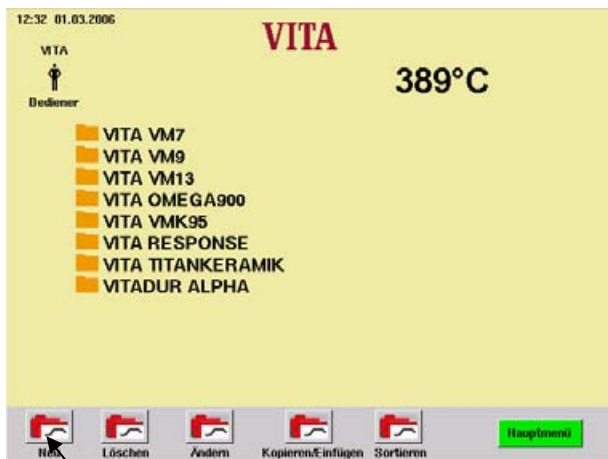 12:32 01.03.2006
VITA
VITA
389°C
Bediener
VITA VM7
VITA VM9
VITA VM13
VITA OMEGA900
VITA VMK95
VITA RESPONSE
VITA TITANKERAMIK
VITADUR ALPHA
Neu Löschen Ändern Kopieren/Einfügen Sortieren Hauptmenü